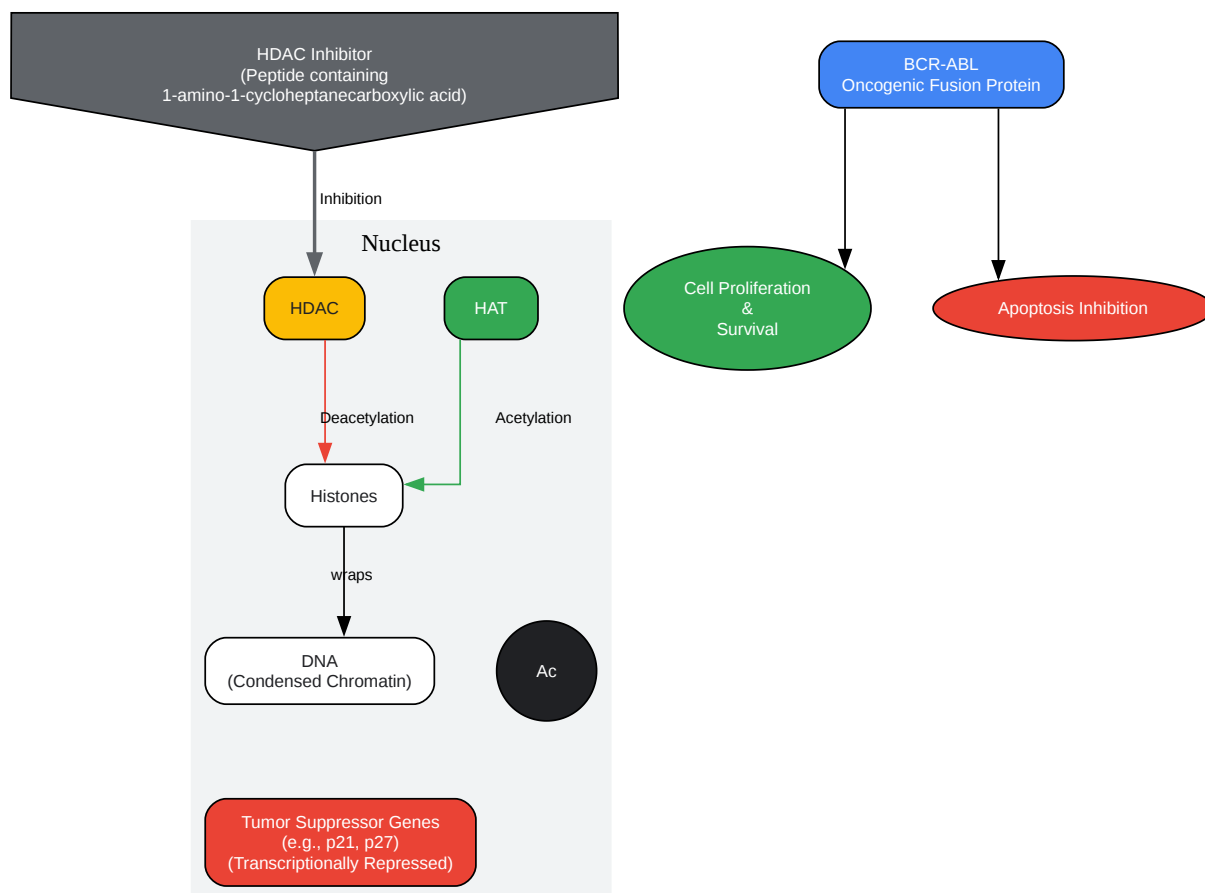 HDAC Inhibitor
(Peptide containing
1-amino-1-cycloheptanecarboxylic acid)
BCR-ABL
Oncogenic Fusion Protein
Inhibition
Nucleus
HDAC
HAT
Cell Proliferation
&
Survival
Apoptosis Inhibition
Deacetylation
Acetylation
Histones
wraps
DNA
(Condensed Chromatin)
Ac
Tumor Suppressor Genes
(e.g., p21, p27)
(Transcriptionally Repressed)